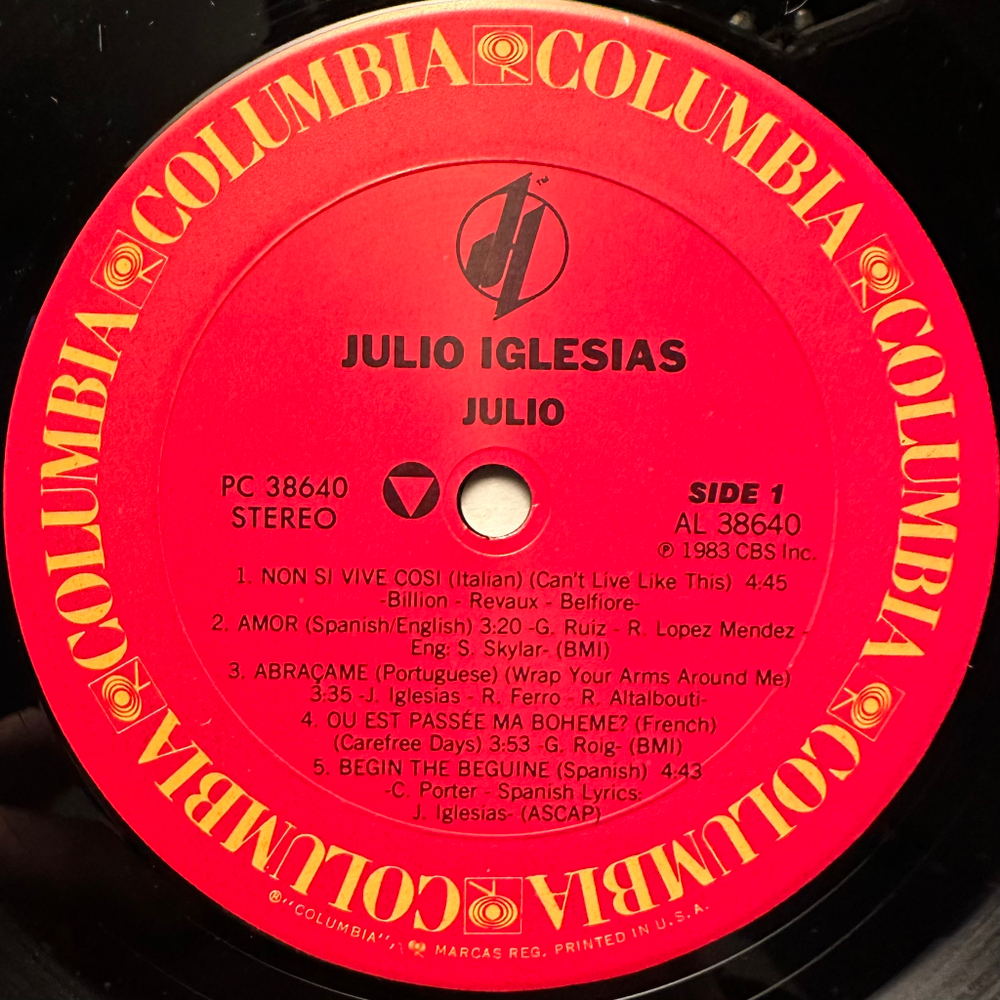 COLUMBIA COLUMBIA COLUMBIA COLUMBIA COLUMBIA COLUMBIA
™
JULIO IGLESIAS
JULIO
PC 38640
STEREO
SIDE 1
AL 38640
℗ 1983 CBS Inc.
1. NON SI VIVE COSI (Italian) (Can't Live Like This) 4:45
-Billion - Revaux - Belfiore-
2. AMOR (Spanish/English) 3:20 -G. Ruiz - R. Lopez Mendez -
Eng: S. Skylar- (BMI)
3. ABRAÇAME (Portuguese) (Wrap Your Arms Around Me)
3:35 -J. Iglesias - R. Ferro - R. Altalbouti-
4. OU EST PASSÉE MA BOHEME? (French)
(Carefree Days) 3:53 -G. Roig- (BMI)
5. BEGIN THE BEGUINE (Spanish) 4:43
-C. Porter - Spanish Lyrics:
J. Iglesias- (ASCAP)
® "COLUMBIA", MARCAS REG. PRINTED IN U.S.A.